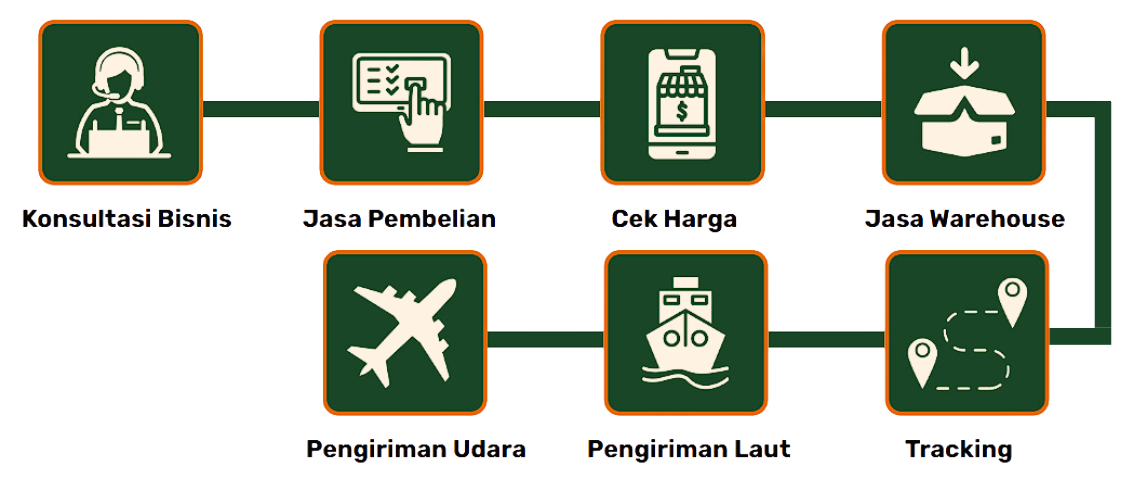 Konsultasi Bisnis
Jasa Pembelian
$
Cek Harga
Jasa Warehouse
Pengiriman Udara
Pengiriman Laut
Tracking